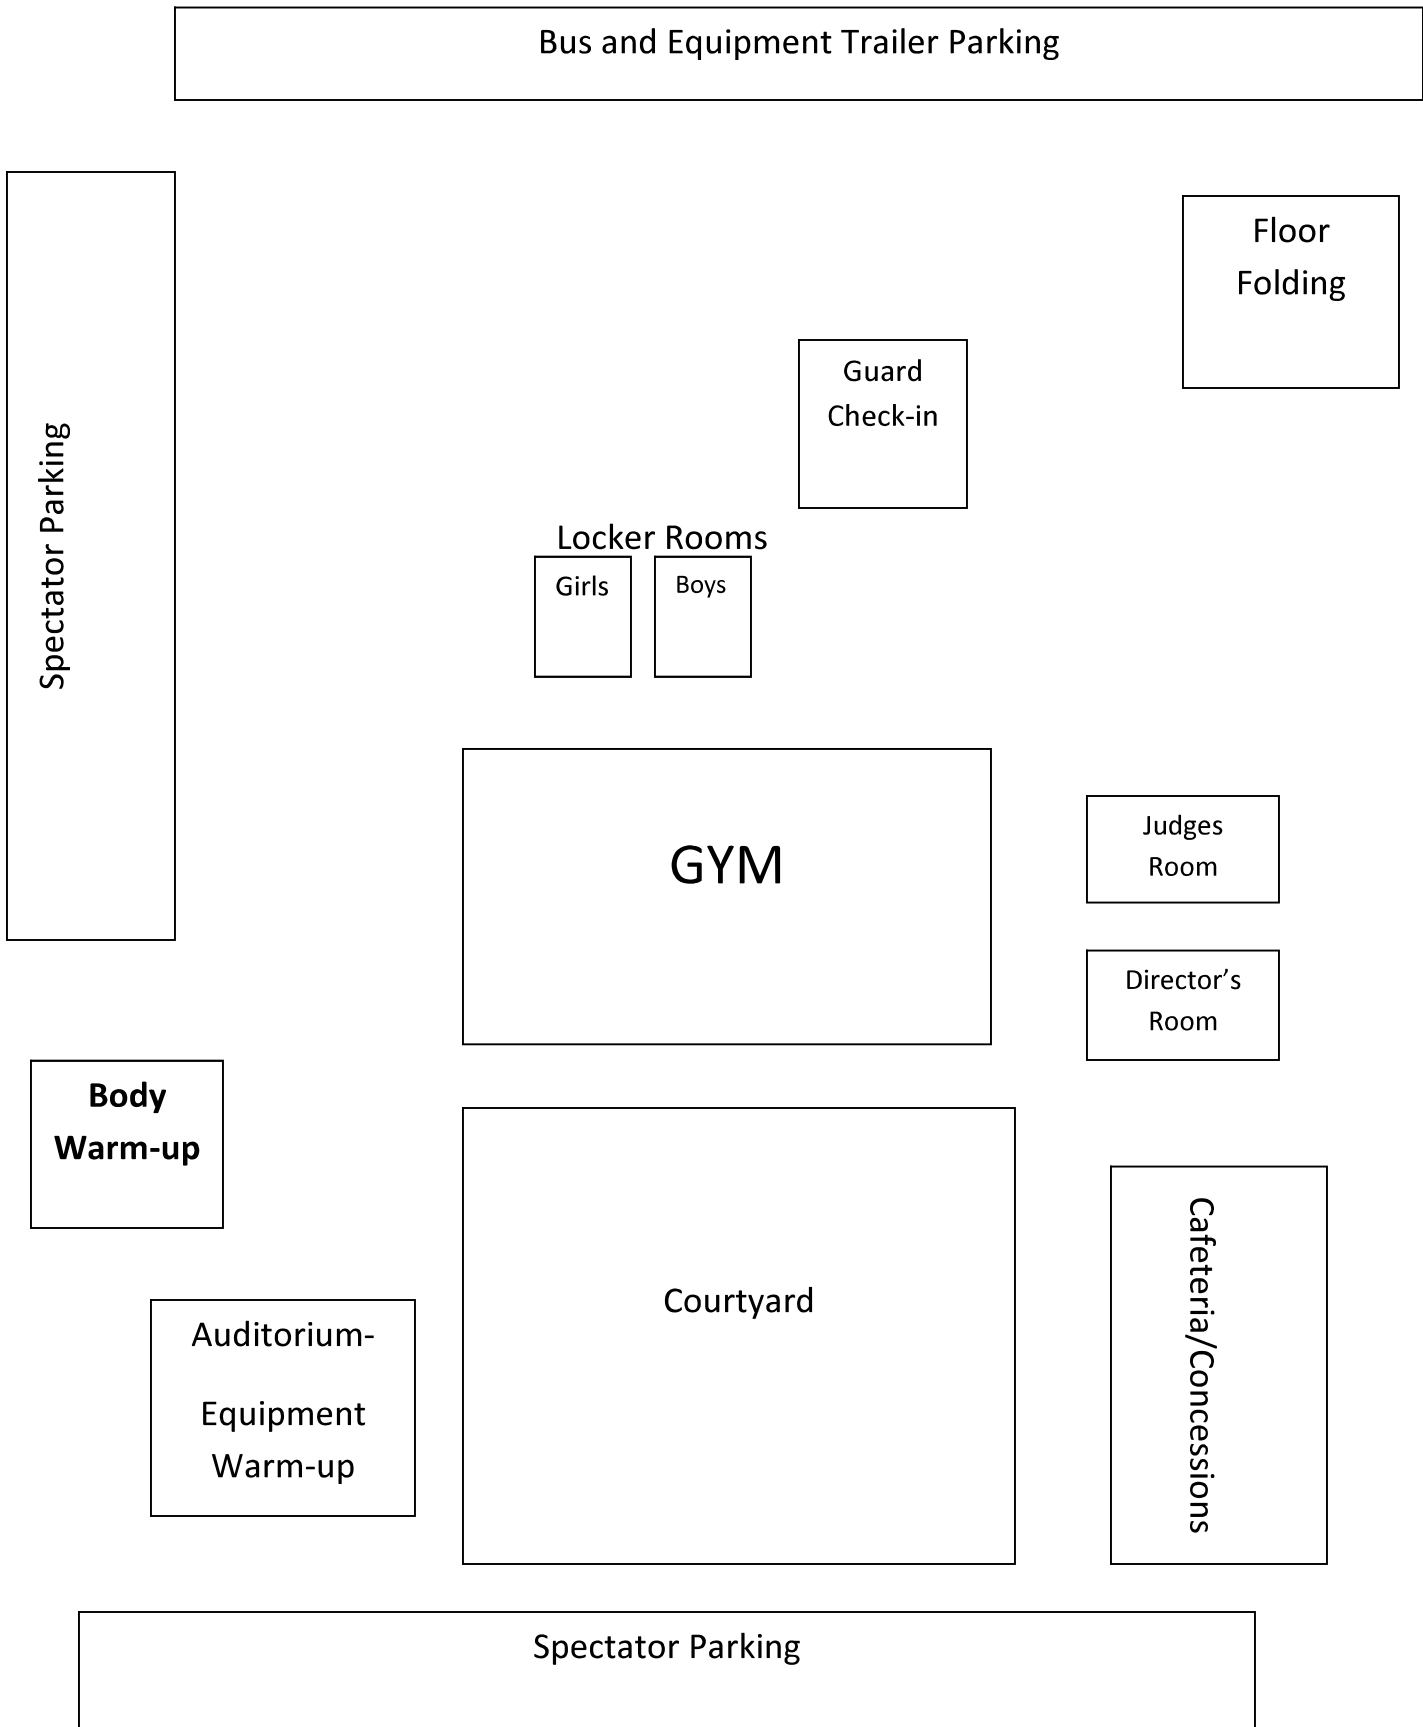 Bus and Equipment Trailer Parking
Floor
Folding
Guard
Check-in
Spectator Parking
Locker Rooms
Girls
Boys
GYM
Judges
Room
Director’s
Room
Body
Warm-up
Courtyard
Cafeteria/Concessions
Auditorium-
Equipment
Warm-up
Spectator Parking